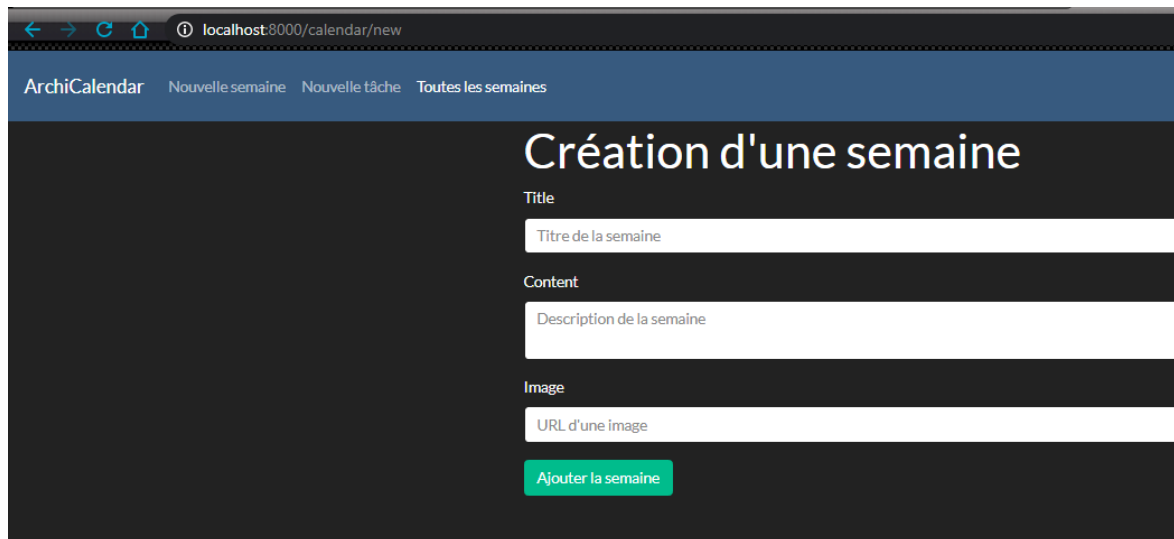 localhost:8000/calendar/new
ArchiCalendar Nouvelle semaine Nouvelle tâche Toutes les semaines
Création d'une semaine
Title
Titre de la semaine
Content
Description de la semaine
Image
URL d'une image
Ajouter la semaine